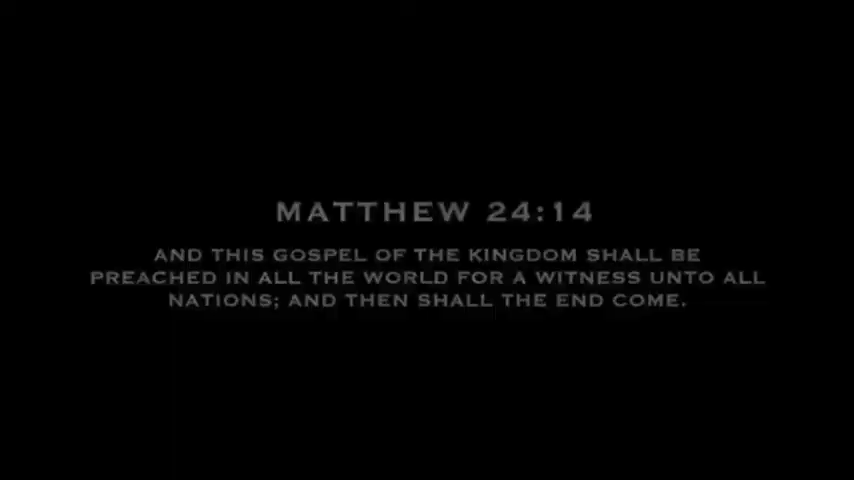 MATTHEW 24:14
AND THIS GOSPEL OF THE KINGDOM SHALL BE
PREACHED IN ALL THE WORLD FOR A WITNESS UNTO ALL
NATIONS; AND THEN SHALL THE END COME.